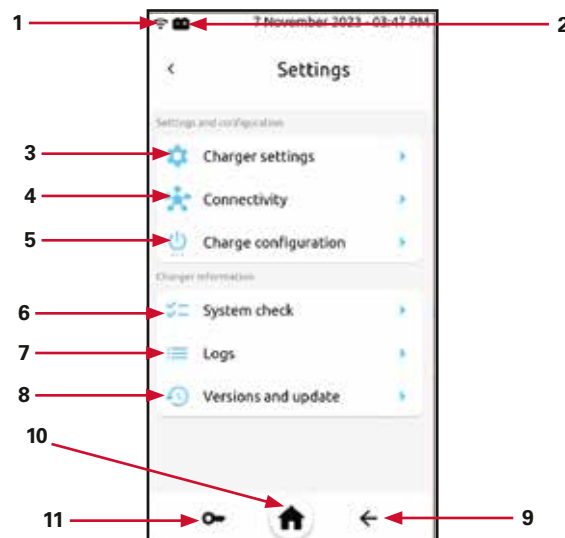 1
2
7 November 2023 - 03:47 PM
Settings
Settings and configuration
3
Charger settings
4
Connectivity
5
Charge configuration
Charger information
6
System check
7
Logs
8
Versions and update
10
11
9